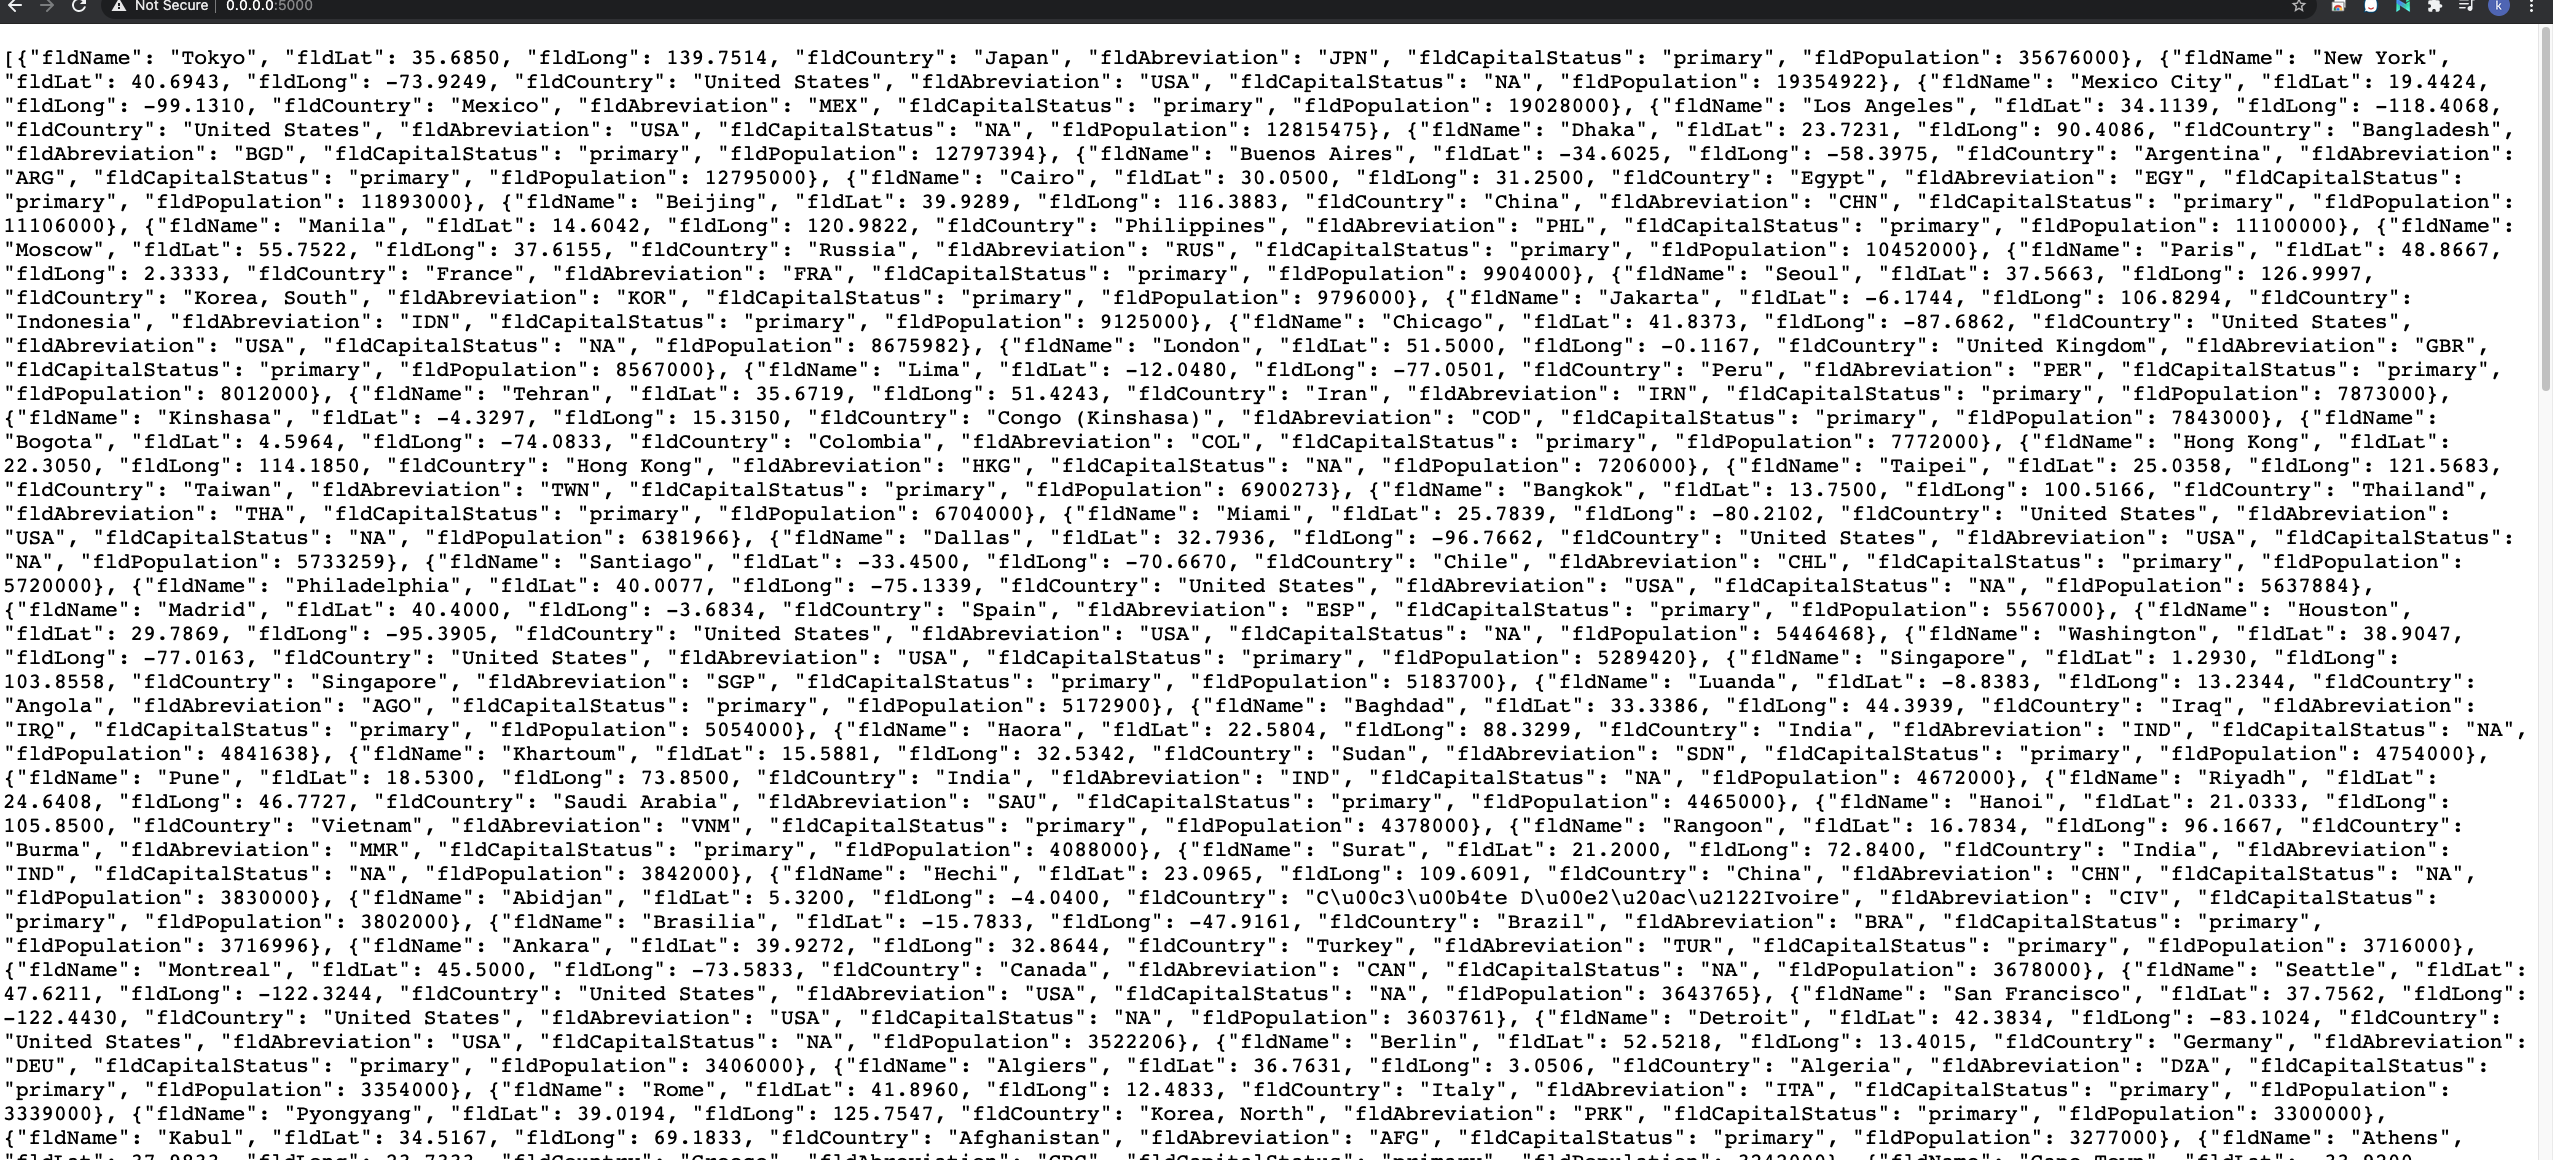 Not Secure | 0.0.0.0:5000
k
[{"fldName": "Tokyo", "fldLat": 35.6850, "fldLong": 139.7514, "fldCountry": "Japan", "fldAbreviation": "JPN", "fldCapitalStatus": "primary", "fldPopulation": 35676000}, {"fldName": "New York",
"fldLat": 40.6943, "fldLong": -73.9249, "fldCountry": "United States", "fldAbreviation": "USA", "fldCapitalStatus": "NA", "fldPopulation": 19354922}, {"fldName": "Mexico City", "fldLat": 19.4424,
"fldLong": -99.1310, "fldCountry": "Mexico", "fldAbreviation": "MEX", "fldCapitalStatus": "primary", "fldPopulation": 19028000}, {"fldName": "Los Angeles", "fldLat": 34.1139, "fldLong": -118.4068,
"fldCountry": "United States", "fldAbreviation": "USA", "fldCapitalStatus": "NA", "fldPopulation": 12815475}, {"fldName": "Dhaka", "fldLat": 23.7231, "fldLong": 90.4086, "fldCountry": "Bangladesh",
"fldAbreviation": "BGD", "fldCapitalStatus": "primary", "fldPopulation": 12797394}, {"fldName": "Buenos Aires", "fldLat": -34.6025, "fldLong": -58.3975, "fldCountry": "Argentina", "fldAbreviation":
"ARG", "fldCapitalStatus": "primary", "fldPopulation": 12795000}, {"fldName": "Cairo", "fldLat": 30.0500, "fldLong": 31.2500, "fldCountry": "Egypt", "fldAbreviation": "EGY", "fldCapitalStatus":
"primary", "fldPopulation": 11893000}, {"fldName": "Beijing", "fldLat": 39.9289, "fldLong": 116.3883, "fldCountry": "China", "fldAbreviation": "CHN", "fldCapitalStatus": "primary", "fldPopulation":
11106000}, {"fldName": "Manila", "fldLat": 14.6042, "fldLong": 120.9822, "fldCountry": "Philippines", "fldAbreviation": "PHL", "fldCapitalStatus": "primary", "fldPopulation": 11100000}, {"fldName":
"Moscow", "fldLat": 55.7522, "fldLong": 37.6155, "fldCountry": "Russia", "fldAbreviation": "RUS", "fldCapitalStatus": "primary", "fldPopulation": 10452000}, {"fldName": "Paris", "fldLat": 48.8667,
"fldLong": 2.3333, "fldCountry": "France", "fldAbreviation": "FRA", "fldCapitalStatus": "primary", "fldPopulation": 9904000}, {"fldName": "Seoul", "fldLat": 37.5663, "fldLong": 126.9997,
"fldCountry": "Korea, South", "fldAbreviation": "KOR", "fldCapitalStatus": "primary", "fldPopulation": 9796000}, {"fldName": "Jakarta", "fldLat": -6.1744, "fldLong": 106.8294, "fldCountry":
"Indonesia", "fldAbreviation": "IDN", "fldCapitalStatus": "primary", "fldPopulation": 9125000}, {"fldName": "Chicago", "fldLat": 41.8373, "fldLong": -87.6862, "fldCountry": "United States",
"fldAbreviation": "USA", "fldCapitalStatus": "NA", "fldPopulation": 8675982}, {"fldName": "London", "fldLat": 51.5000, "fldLong": -0.1167, "fldCountry": "United Kingdom", "fldAbreviation": "GBR",
"fldCapitalStatus": "primary", "fldPopulation": 8567000}, {"fldName": "Lima", "fldLat": -12.0480, "fldLong": -77.0501, "fldCountry": "Peru", "fldAbreviation": "PER", "fldCapitalStatus": "primary",
"fldPopulation": 8012000}, {"fldName": "Tehran", "fldLat": 35.6719, "fldLong": 51.4243, "fldCountry": "Iran", "fldAbreviation": "IRN", "fldCapitalStatus": "primary", "fldPopulation": 7873000},
{"fldName": "Kinshasa", "fldLat": -4.3297, "fldLong": 15.3150, "fldCountry": "Congo (Kinshasa)", "fldAbreviation": "COD", "fldCapitalStatus": "primary", "fldPopulation": 7843000}, {"fldName":
"Bogota", "fldLat": 4.5964, "fldLong": -74.0833, "fldCountry": "Colombia", "fldAbreviation": "COL", "fldCapitalStatus": "primary", "fldPopulation": 7772000}, {"fldName": "Hong Kong", "fldLat":
22.3050, "fldLong": 114.1850, "fldCountry": "Hong Kong", "fldAbreviation": "HKG", "fldCapitalStatus": "NA", "fldPopulation": 7206000}, {"fldName": "Taipei", "fldLat": 25.0358, "fldLong": 121.5683,
"fldCountry": "Taiwan", "fldAbreviation": "TWN", "fldCapitalStatus": "primary", "fldPopulation": 6900273}, {"fldName": "Bangkok", "fldLat": 13.7500, "fldLong": 100.5166, "fldCountry": "Thailand",
"fldAbreviation": "THA", "fldCapitalStatus": "primary", "fldPopulation": 6704000}, {"fldName": "Miami", "fldLat": 25.7839, "fldLong": -80.2102, "fldCountry": "United States", "fldAbreviation":
"USA", "fldCapitalStatus": "NA", "fldPopulation": 6381966}, {"fldName": "Dallas", "fldLat": 32.7936, "fldLong": -96.7662, "fldCountry": "United States", "fldAbreviation": "USA", "fldCapitalStatus":
"NA", "fldPopulation": 5733259}, {"fldName": "Santiago", "fldLat": -33.4500, "fldLong": -70.6670, "fldCountry": "Chile", "fldAbreviation": "CHL", "fldCapitalStatus": "primary", "fldPopulation":
5720000}, {"fldName": "Philadelphia", "fldLat": 40.0077, "fldLong": -75.1339, "fldCountry": "United States", "fldAbreviation": "USA", "fldCapitalStatus": "NA", "fldPopulation": 5637884},
{"fldName": "Madrid", "fldLat": 40.4000, "fldLong": -3.6834, "fldCountry": "Spain", "fldAbreviation": "ESP", "fldCapitalStatus": "primary", "fldPopulation": 5567000}, {"fldName": "Houston",
"fldLat": 29.7869, "fldLong": -95.3905, "fldCountry": "United States", "fldAbreviation": "USA", "fldCapitalStatus": "NA", "fldPopulation": 5446468}, {"fldName": "Washington", "fldLat": 38.9047,
"fldLong": -77.0163, "fldCountry": "United States", "fldAbreviation": "USA", "fldCapitalStatus": "primary", "fldPopulation": 5289420}, {"fldName": "Singapore", "fldLat": 1.2930, "fldLong":
103.8558, "fldCountry": "Singapore", "fldAbreviation": "SGP", "fldCapitalStatus": "primary", "fldPopulation": 5183700}, {"fldName": "Luanda", "fldLat": -8.8383, "fldLong": 13.2344, "fldCountry":
"Angola", "fldAbreviation": "AGO", "fldCapitalStatus": "primary", "fldPopulation": 5172900}, {"fldName": "Baghdad", "fldLat": 33.3386, "fldLong": 44.3939, "fldCountry": "Iraq", "fldAbreviation":
"IRQ", "fldCapitalStatus": "primary", "fldPopulation": 5054000}, {"fldName": "Haora", "fldLat": 22.5804, "fldLong": 88.3299, "fldCountry": "India", "fldAbreviation": "IND", "fldCapitalStatus": "NA",
"fldPopulation": 4841638}, {"fldName": "Khartoum", "fldLat": 15.5881, "fldLong": 32.5342, "fldCountry": "Sudan", "fldAbreviation": "SDN", "fldCapitalStatus": "primary", "fldPopulation": 4754000},
{"fldName": "Pune", "fldLat": 18.5300, "fldLong": 73.8500, "fldCountry": "India", "fldAbreviation": "IND", "fldCapitalStatus": "NA", "fldPopulation": 4672000}, {"fldName": "Riyadh", "fldLat":
24.6408, "fldLong": 46.7727, "fldCountry": "Saudi Arabia", "fldAbreviation": "SAU", "fldCapitalStatus": "primary", "fldPopulation": 4465000}, {"fldName": "Hanoi", "fldLat": 21.0333, "fldLong":
105.8500, "fldCountry": "Vietnam", "fldAbreviation": "VNM", "fldCapitalStatus": "primary", "fldPopulation": 4378000}, {"fldName": "Rangoon", "fldLat": 16.7834, "fldLong": 96.1667, "fldCountry":
"Burma", "fldAbreviation": "MMR", "fldCapitalStatus": "primary", "fldPopulation": 4088000}, {"fldName": "Surat", "fldLat": 21.2000, "fldLong": 72.8400, "fldCountry": "India", "fldAbreviation":
"IND", "fldCapitalStatus": "NA", "fldPopulation": 3842000}, {"fldName": "Hechi", "fldLat": 23.0965, "fldLong": 109.6091, "fldCountry": "China", "fldAbreviation": "CHN", "fldCapitalStatus": "NA",
"fldPopulation": 3830000}, {"fldName": "Abidjan", "fldLat": 5.3200, "fldLong": -4.0400, "fldCountry": "C\u00c3\u00b4te D\u00e2\u20ac\u2122Ivoire", "fldAbreviation": "CIV", "fldCapitalStatus":
"primary", "fldPopulation": 3802000}, {"fldName": "Brasilia", "fldLat": -15.7833, "fldLong": -47.9161, "fldCountry": "Brazil", "fldAbreviation": "BRA", "fldCapitalStatus": "primary",
"fldPopulation": 3716996}, {"fldName": "Ankara", "fldLat": 39.9272, "fldLong": 32.8644, "fldCountry": "Turkey", "fldAbreviation": "TUR", "fldCapitalStatus": "primary", "fldPopulation": 3716000},
{"fldName": "Montreal", "fldLat": 45.5000, "fldLong": -73.5833, "fldCountry": "Canada", "fldAbreviation": "CAN", "fldCapitalStatus": "NA", "fldPopulation": 3678000}, {"fldName": "Seattle", "fldLat":
47.6211, "fldLong": -122.3244, "fldCountry": "United States", "fldAbreviation": "USA", "fldCapitalStatus": "NA", "fldPopulation": 3643765}, {"fldName": "San Francisco", "fldLat": 37.7562, "fldLong":
-122.4430, "fldCountry": "United States", "fldAbreviation": "USA", "fldCapitalStatus": "NA", "fldPopulation": 3603761}, {"fldName": "Detroit", "fldLat": 42.3834, "fldLong": -83.1024, "fldCountry":
"United States", "fldAbreviation": "USA", "fldCapitalStatus": "NA", "fldPopulation": 3522206}, {"fldName": "Berlin", "fldLat": 52.5218, "fldLong": 13.4015, "fldCountry": "Germany", "fldAbreviation":
"DEU", "fldCapitalStatus": "primary", "fldPopulation": 3406000}, {"fldName": "Algiers", "fldLat": 36.7631, "fldLong": 3.0506, "fldCountry": "Algeria", "fldAbreviation": "DZA", "fldCapitalStatus":
"primary", "fldPopulation": 3354000}, {"fldName": "Rome", "fldLat": 41.8960, "fldLong": 12.4833, "fldCountry": "Italy", "fldAbreviation": "ITA", "fldCapitalStatus": "primary", "fldPopulation":
3339000}, {"fldName": "Pyongyang", "fldLat": 39.0194, "fldLong": 125.7547, "fldCountry": "Korea, North", "fldAbreviation": "PRK", "fldCapitalStatus": "primary", "fldPopulation": 3300000},
{"fldName": "Kabul", "fldLat": 34.5167, "fldLong": 69.1833, "fldCountry": "Afghanistan", "fldAbreviation": "AFG", "fldCapitalStatus": "primary", "fldPopulation": 3277000}, {"fldName": "Athens",